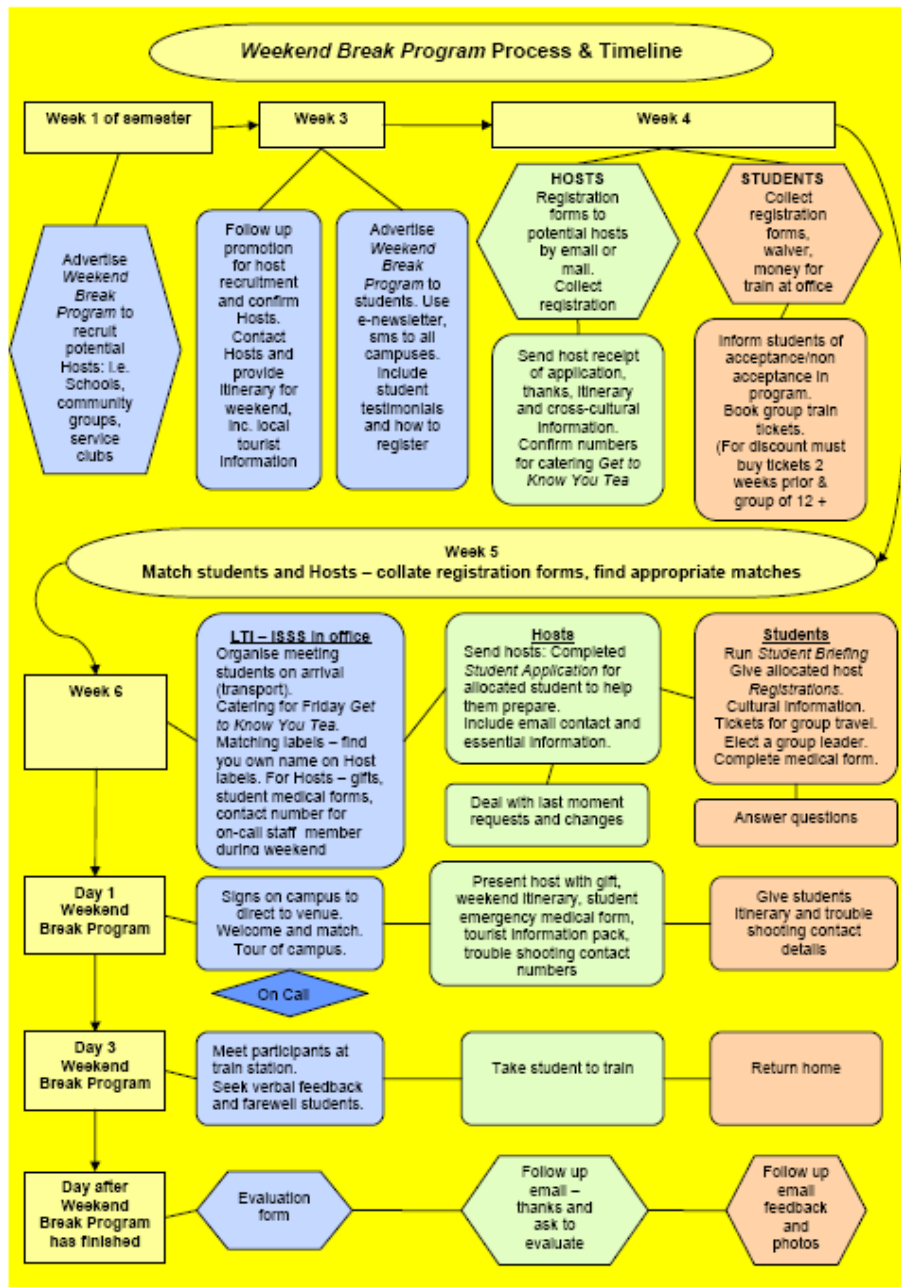 Weekend Break Program Process & Timeline
Week 1 of semester
Week 3
Week 4
Advertise
Weekend
Break
Program to
recruit
potential
Hosts: i.e.
Schools,
community
groups,
service
clubs
Follow up
promotion
for host
recruitment
and confirm
Hosts.
Contact
Hosts and
provide
itinerary for
weekend,
inc. local
tourist
information
Advertise
Weekend
Break
Program to
students. Use
e-newsletter,
sms to all
campuses.
Include
student
testimonials
and how to
register
HOSTS
Registration
forms to
potential hosts
by email or
mail.
Collect
registration
Send host receipt
of application,
thanks, itinerary
and cross-cultural
information.
Confirm numbers
for catering Get to
Know You Tea
STUDENTS
Collect
registration
forms,
waiver,
money for
train at office
Inform students of
acceptance/non
acceptance in
program.
Book group train
tickets.
(For discount must
buy tickets 2
weeks prior &
group of 12 +
Week 5
Match students and Hosts – collate registration forms, find appropriate matches
Week 6
LTI – ISSS in office
Organise meeting
students on arrival
(transport).
Catering for Friday Get
to Know You Tea.
Matching labels – find
you own name on Host
labels. For Hosts – gifts,
student medical forms,
contact number for
on-call staff member
during weekend
Hosts
Send hosts: Completed
Student Application for
allocated student to help
them prepare.
Include email contact and
essential information.
Deal with last moment
requests and changes
Students
Run Student Briefing
Give allocated host
Registrations.
Cultural information.
Tickets for group travel.
Elect a group leader.
Complete medical form.
Answer questions
Day 1
Weekend
Break Program
Signs on campus to
direct to venue.
Welcome and match.
Tour of campus.
On Call
Present host with gift,
weekend itinerary, student
emergency medical form,
tourist information pack,
trouble shooting contact
numbers
Give students
itinerary and trouble
shooting contact
details
Day 3
Weekend
Break Program
Meet participants at
train station.
Seek verbal feedback
and farewell students.
Take student to train
Return home
Day after
Weekend
Break Program
has finished
Evaluation
form
Follow up
email –
thanks and
ask to
evaluate
Follow up
email
feedback
and
photos